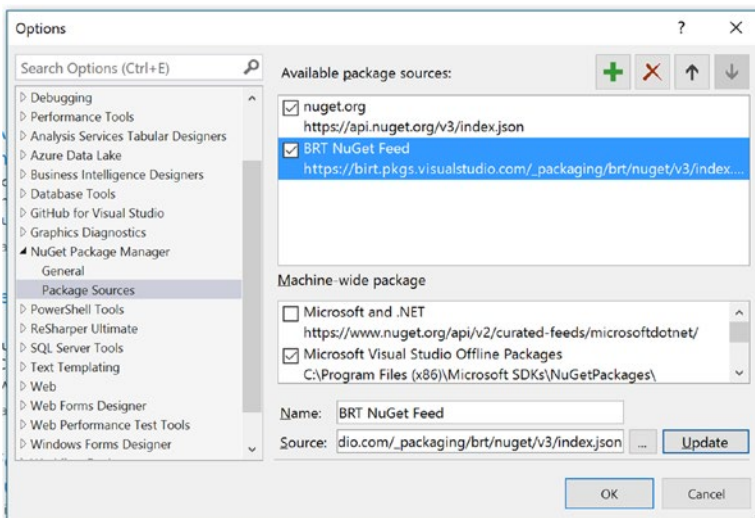 Options
?
Search Options (Ctrl+E)
Debugging
Performance Tools
Analysis Services Tabular Designers
Azure Data Lake
Business Intelligence Designers
Database Tools
GitHub for Visual Studio
Graphics Diagnostics
NuGet Package Manager
General
Package Sources
PowerShell Tools
ReSharper Ultimate
SQL Server Tools
Text Templating
Web
Web Forms Designer
Web Performance Test Tools
Windows Forms Designer
Available package sources:
nuget.org
https://api.nuget.org/v3/index.json
BRT NuGet Feed
https://birt.pkgs.visualstudio.com/_packaging/brt/nuget/v3/index....
Machine-wide package
Microsoft and .NET
https://www.nuget.org/api/v2/curated-feeds/microsoftdotnet/
Microsoft Visual Studio Offline Packages
C:\Program Files (x86)\Microsoft SDKs\NuGetPackages\
Name: BRT NuGet Feed
Source: dio.com/_packaging/brt/nuget/v3/index.json ... Update
OK Cancel